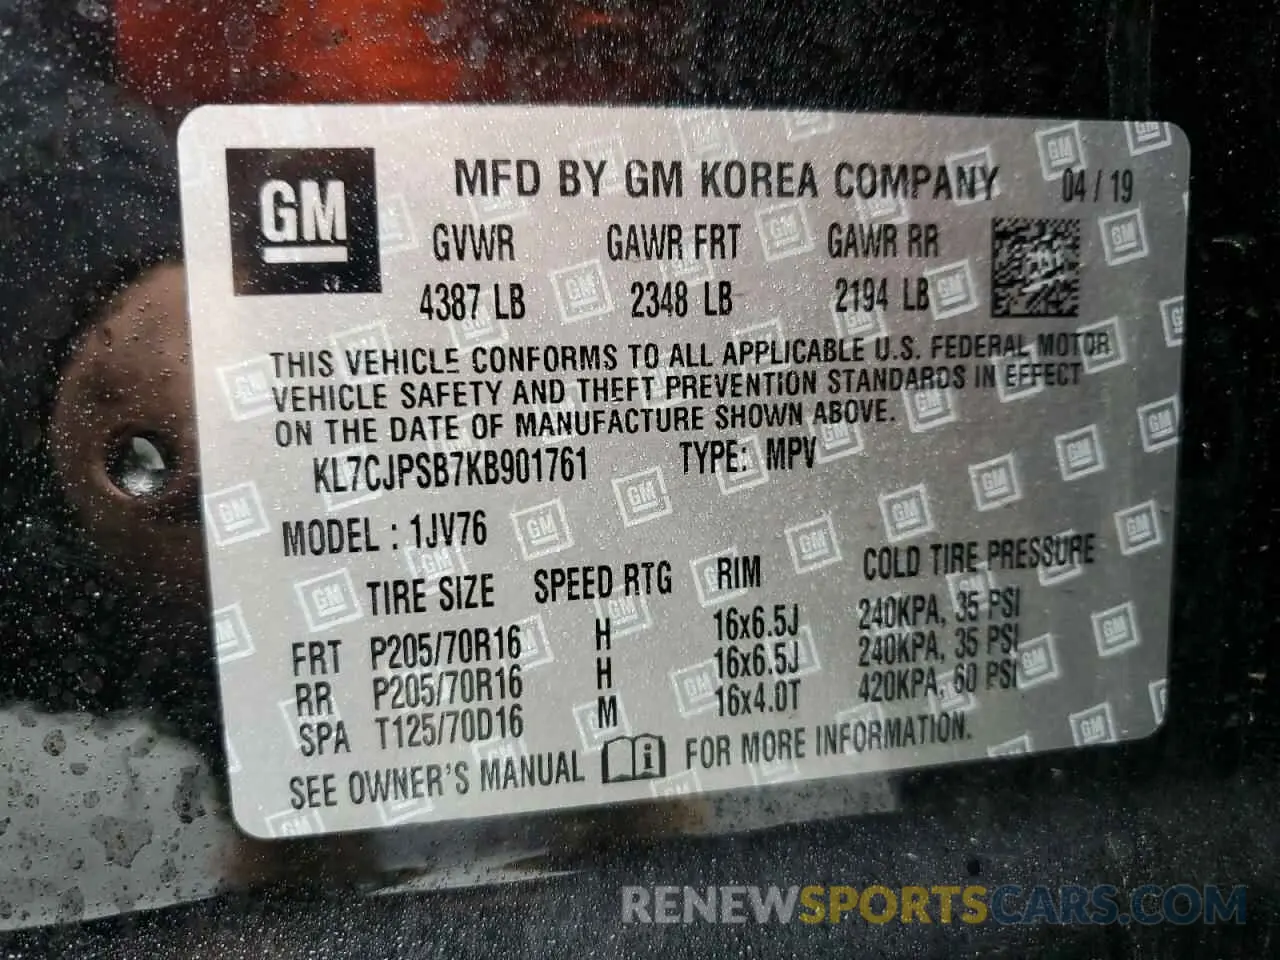 GM
MFD BY GM KOREA COMPANY 04 / 19
GVWR GAWR FRT GAWR RR
4387 LB 2348 LB 2194 LB
THIS VEHICLE CONFORMS TO ALL APPLICABLE U.S. FEDERAL MOTOR
VEHICLE SAFETY AND THEFT PREVENTION STANDARDS IN EFFECT
ON THE DATE OF MANUFACTURE SHOWN ABOVE.
KL7CJPSB7KB901761 TYPE: MPV
MODEL : 1JV76
TIRE SIZE SPEED RTG RIM COLD TIRE PRESSURE
FRT P205/70R16 H 16x6.5J 240KPA, 35 PSI
RR P205/70R16 H 16x6.5J 240KPA, 35 PSI
SPA T125/70D16 M 16x4.0T 420KPA, 60 PSI
SEE OWNER'S MANUAL i FOR MORE INFORMATION.
RENEWSPORTSCARS.COM